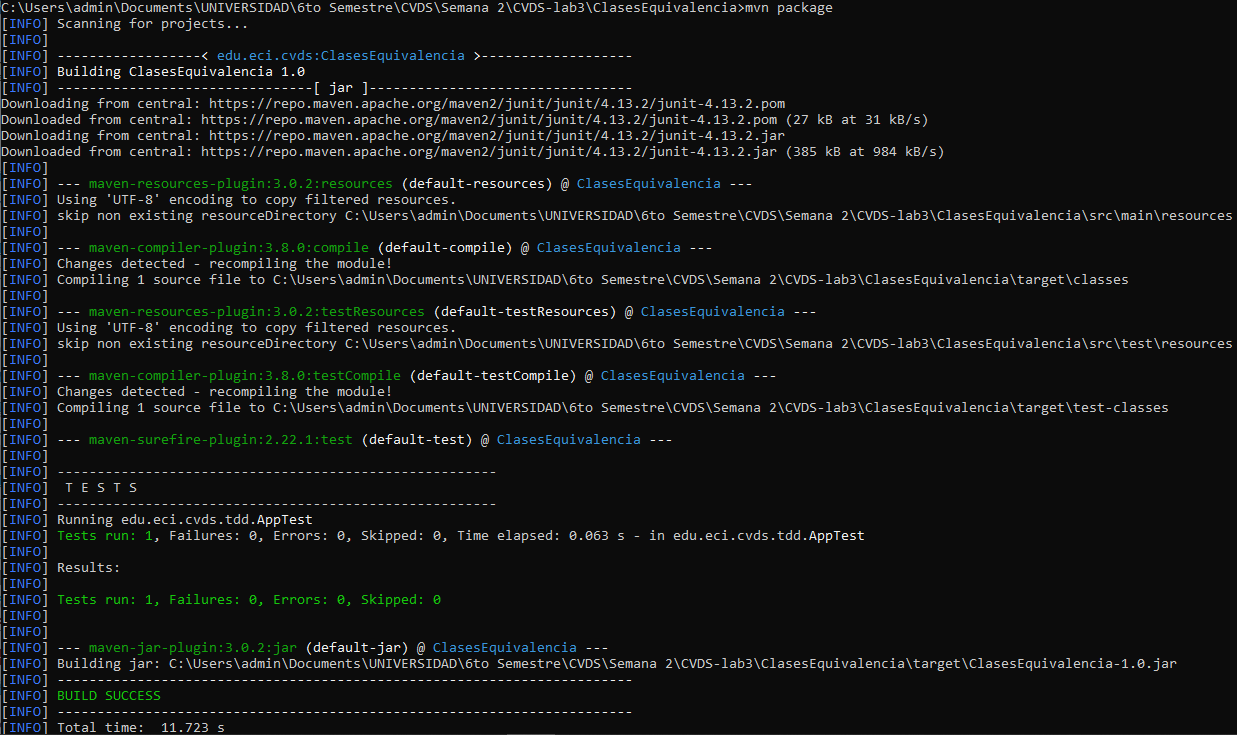 C:\Users\admin\Documents\UNIVERSIDAD\6to Semestre\CVDS\Semana 2\CVDS-lab3\ClasesEquivalencia>mvn package
[INFO] Scanning for projects...
[INFO]
[INFO] ------------------< edu.eci.cvds:ClasesEquivalencia >-------------------
[INFO] Building ClasesEquivalencia 1.0
[INFO] --------------------------------[ jar ]---------------------------------
Downloading from central: https://repo.maven.apache.org/maven2/junit/junit/4.13.2/junit-4.13.2.pom
Downloaded from central: https://repo.maven.apache.org/maven2/junit/junit/4.13.2/junit-4.13.2.pom (27 kB at 31 kB/s)
Downloading from central: https://repo.maven.apache.org/maven2/junit/junit/4.13.2/junit-4.13.2.jar
Downloaded from central: https://repo.maven.apache.org/maven2/junit/junit/4.13.2/junit-4.13.2.jar (385 kB at 984 kB/s)
[INFO]
[INFO] --- maven-resources-plugin:3.0.2:resources (default-resources) @ ClasesEquivalencia ---
[INFO] Using 'UTF-8' encoding to copy filtered resources.
[INFO] skip non existing resourceDirectory C:\Users\admin\Documents\UNIVERSIDAD\6to Semestre\CVDS\Semana 2\CVDS-lab3\ClasesEquivalencia\src\main\resources
[INFO]
[INFO] --- maven-compiler-plugin:3.8.0:compile (default-compile) @ ClasesEquivalencia ---
[INFO] Changes detected - recompiling the module!
[INFO] Compiling 1 source file to C:\Users\admin\Documents\UNIVERSIDAD\6to Semestre\CVDS\Semana 2\CVDS-lab3\ClasesEquivalencia\target\classes
[INFO]
[INFO] --- maven-resources-plugin:3.0.2:testResources (default-testResources) @ ClasesEquivalencia ---
[INFO] Using 'UTF-8' encoding to copy filtered resources.
[INFO] skip non existing resourceDirectory C:\Users\admin\Documents\UNIVERSIDAD\6to Semestre\CVDS\Semana 2\CVDS-lab3\ClasesEquivalencia\src\test\resources
[INFO]
[INFO] --- maven-compiler-plugin:3.8.0:testCompile (default-testCompile) @ ClasesEquivalencia ---
[INFO] Changes detected - recompiling the module!
[INFO] Compiling 1 source file to C:\Users\admin\Documents\UNIVERSIDAD\6to Semestre\CVDS\Semana 2\CVDS-lab3\ClasesEquivalencia\target\test-classes
[INFO]
[INFO] --- maven-surefire-plugin:2.22.1:test (default-test) @ ClasesEquivalencia ---
[INFO]
[INFO] -------------------------------------------------------
[INFO]  T E S T S
[INFO] -------------------------------------------------------
[INFO] Running edu.eci.cvds.tdd.AppTest
[INFO] Tests run: 1, Failures: 0, Errors: 0, Skipped: 0, Time elapsed: 0.063 s - in edu.eci.cvds.tdd.AppTest
[INFO]
[INFO] Results:
[INFO]
[INFO] Tests run: 1, Failures: 0, Errors: 0, Skipped: 0
[INFO]
[INFO]
[INFO] --- maven-jar-plugin:3.0.2:jar (default-jar) @ ClasesEquivalencia ---
[INFO] Building jar: C:\Users\admin\Documents\UNIVERSIDAD\6to Semestre\CVDS\Semana 2\CVDS-lab3\ClasesEquivalencia\target\ClasesEquivalencia-1.0.jar
[INFO] ------------------------------------------------------------------------
[INFO] BUILD SUCCESS
[INFO] ------------------------------------------------------------------------
[INFO] Total time:  11.723 s